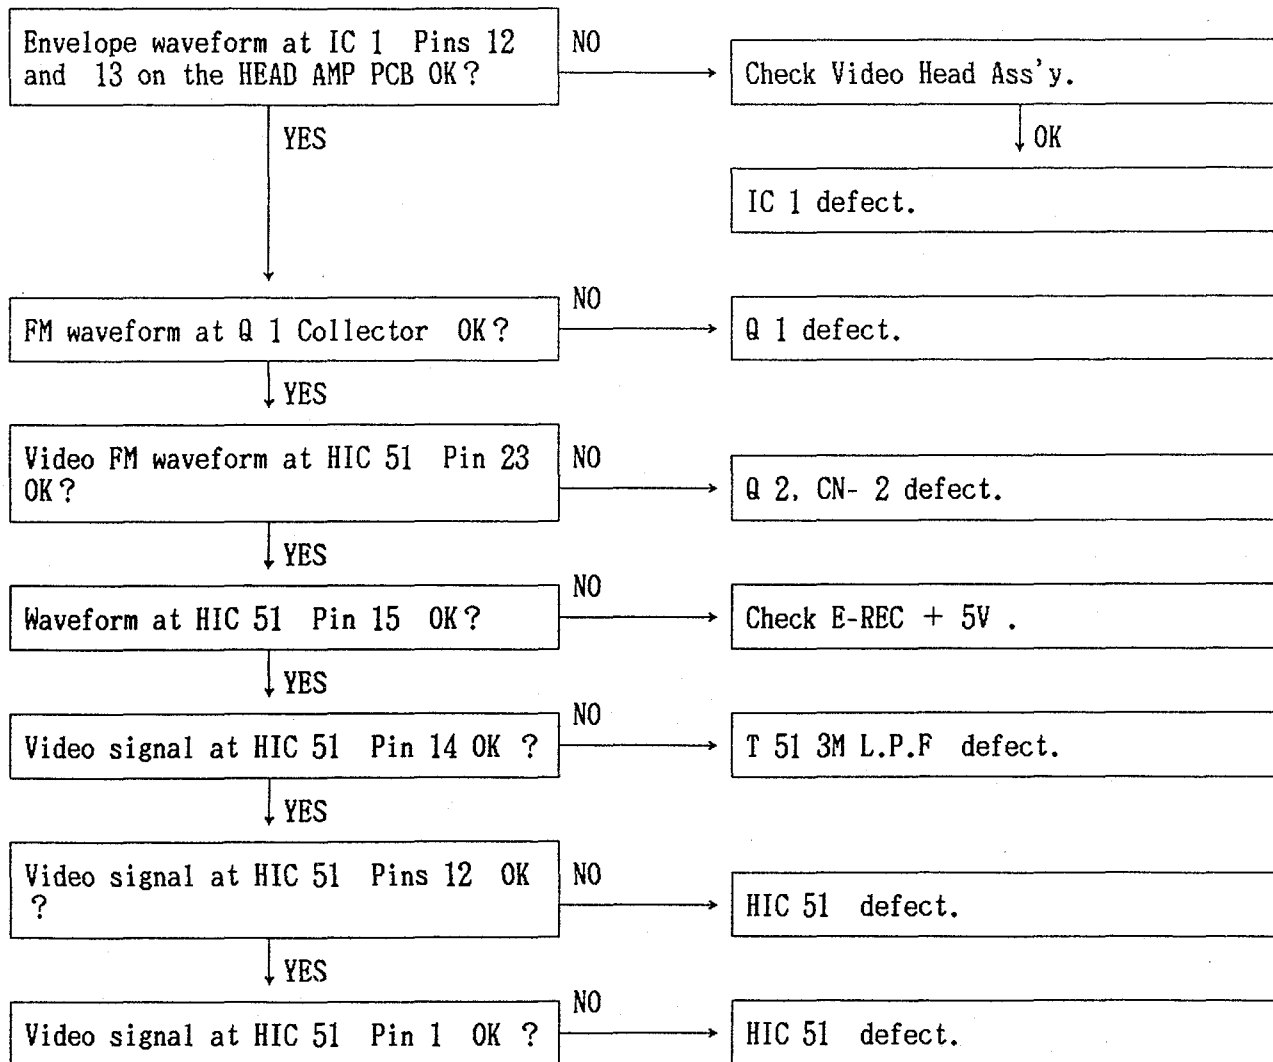 Envelope waveform at IC 1 Pins 12
and 13 on the HEAD AMP PCB OK?
NO
Check Video Head Ass'y.
YES
OK
IC 1 defect.
FM waveform at Q 1 Collector OK?
NO
Q 1 defect.
YES
Video FM waveform at HIC 51 Pin 23
OK?
NO
Q 2, CN- 2 defect.
YES
Waveform at HIC 51 Pin 15 OK?
NO
Check E-REC + 5V .
YES
Video signal at HIC 51 Pin 14 OK ?
NO
T 51 3M L.P.F defect.
YES
Video signal at HIC 51 Pins 12 OK
?
NO
HIC 51 defect.
YES
Video signal at HIC 51 Pin 1 OK ?
NO
HIC 51 defect.